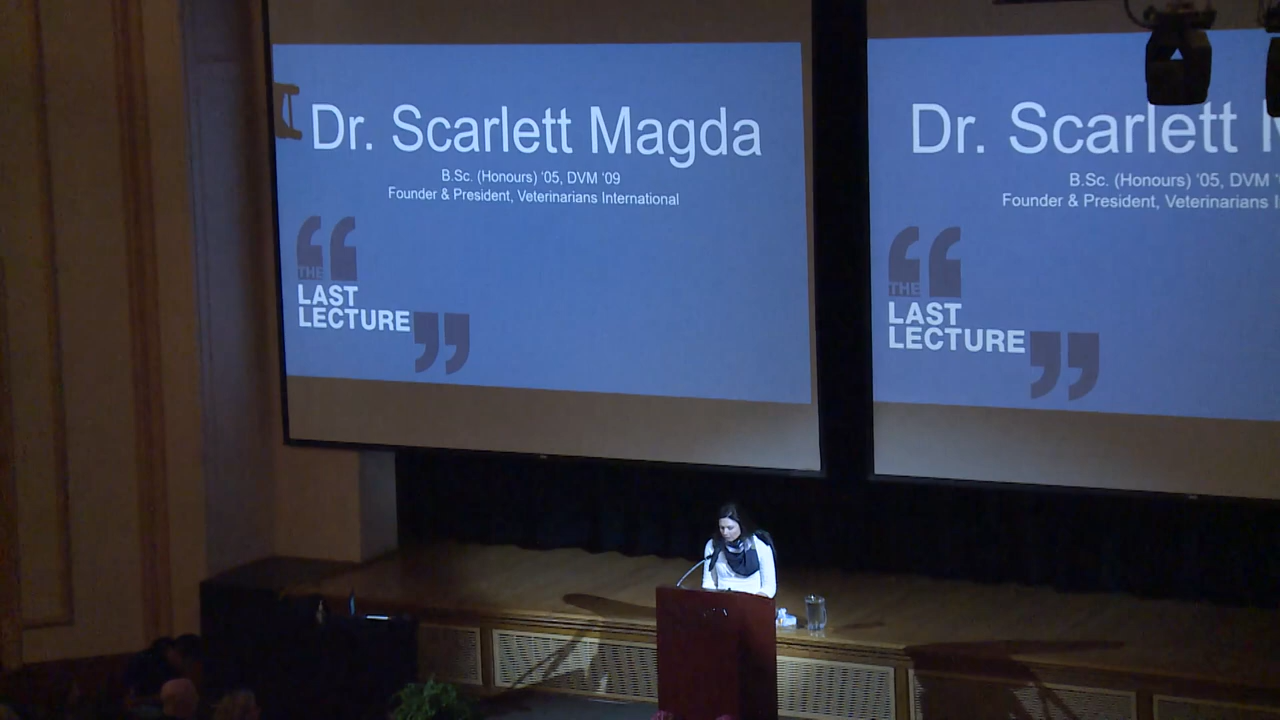 Dr. Scarlett Magda
B.Sc. (Honours) '05, DVM '09
Founder & President, Veterinarians International
THE
LAST
LECTURE
Dr. Scarlett
B.Sc. (Honours) '05, DVM
Founder & President, Veterinarians
THE
LAST
LECTURE